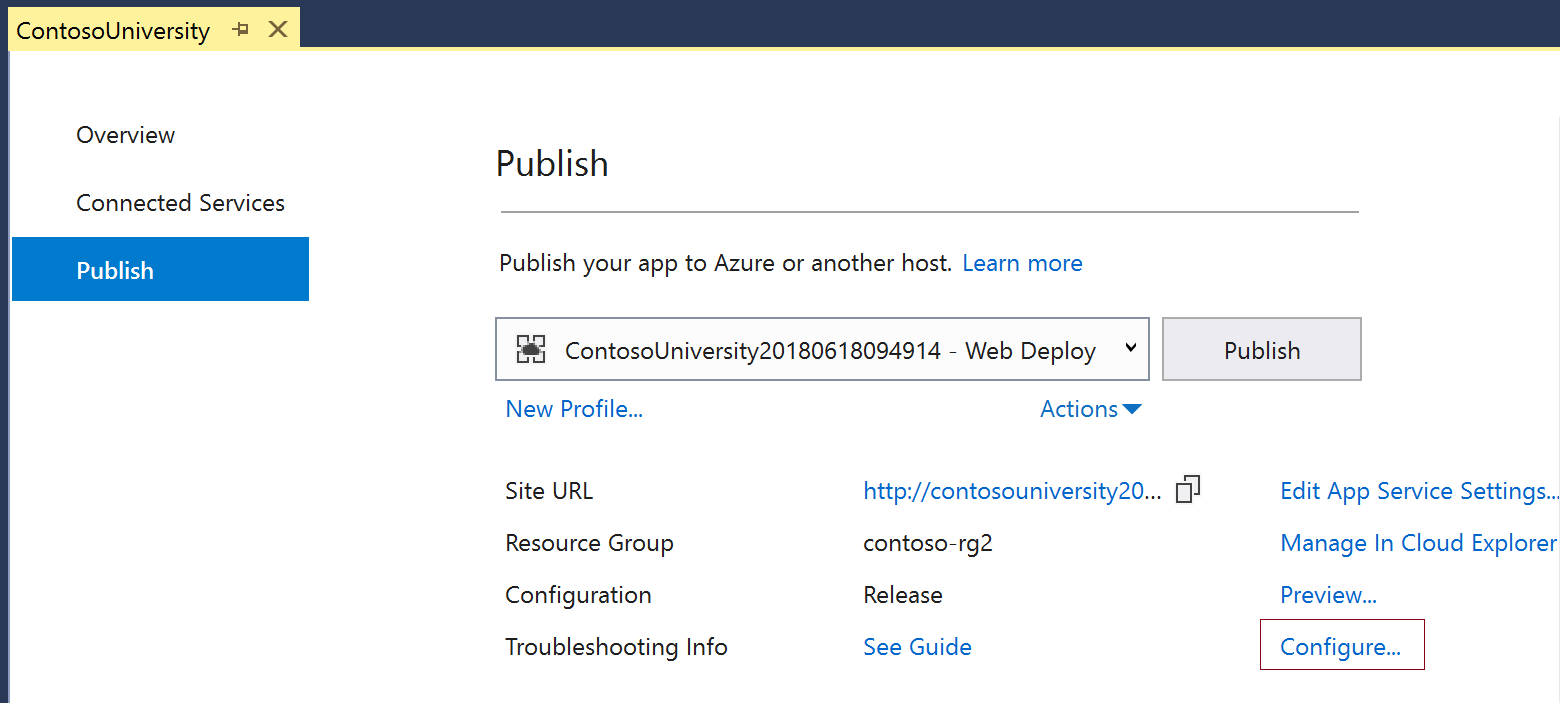 ContosoUniversity
Overview
Connected Services
Publish
Publish
Publish your app to Azure or another host. Learn more
ContosoUniversity20180618094914 - Web Deploy
Publish
New Profile...
Actions
Site URL
http://contosouniversity20...
Edit App Service Settings...
Resource Group
contoso-rg2
Manage In Cloud Explorer
Configuration
Release
Preview...
Troubleshooting Info
See Guide
Configure...